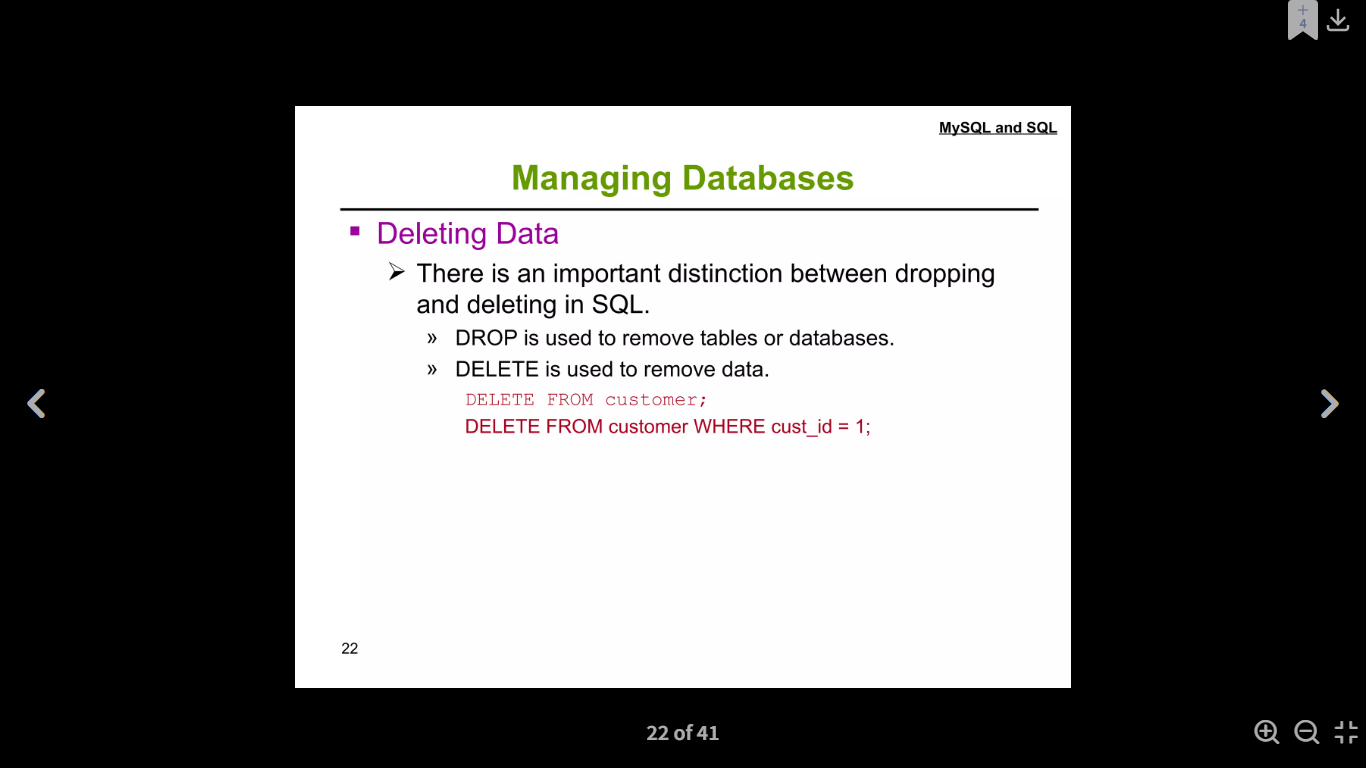 +
4
MySQL and SQL
Managing Databases
▪ Deleting Data
➢ There is an important distinction between dropping
and deleting in SQL.
» DROP is used to remove tables or databases.
» DELETE is used to remove data.
DELETE FROM customer;
DELETE FROM customer WHERE cust_id = 1;
22
22 of 41